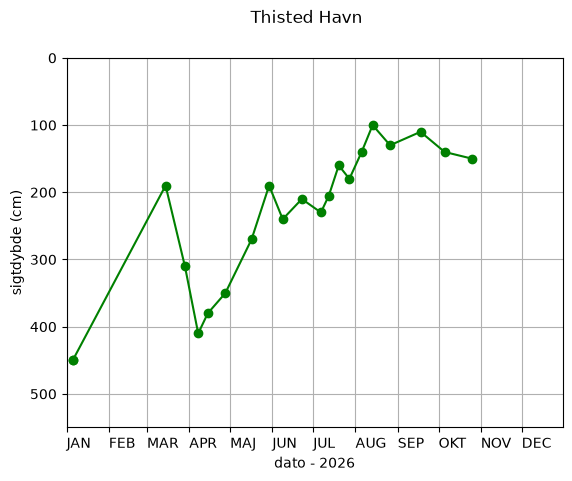 Thisted Havn
0
100
200
300
400
500
sigtdybde (cm)
JAN FEB MAR APR MAJ JUN JUL AUG SEP OKT NOV DEC
dato - 2026